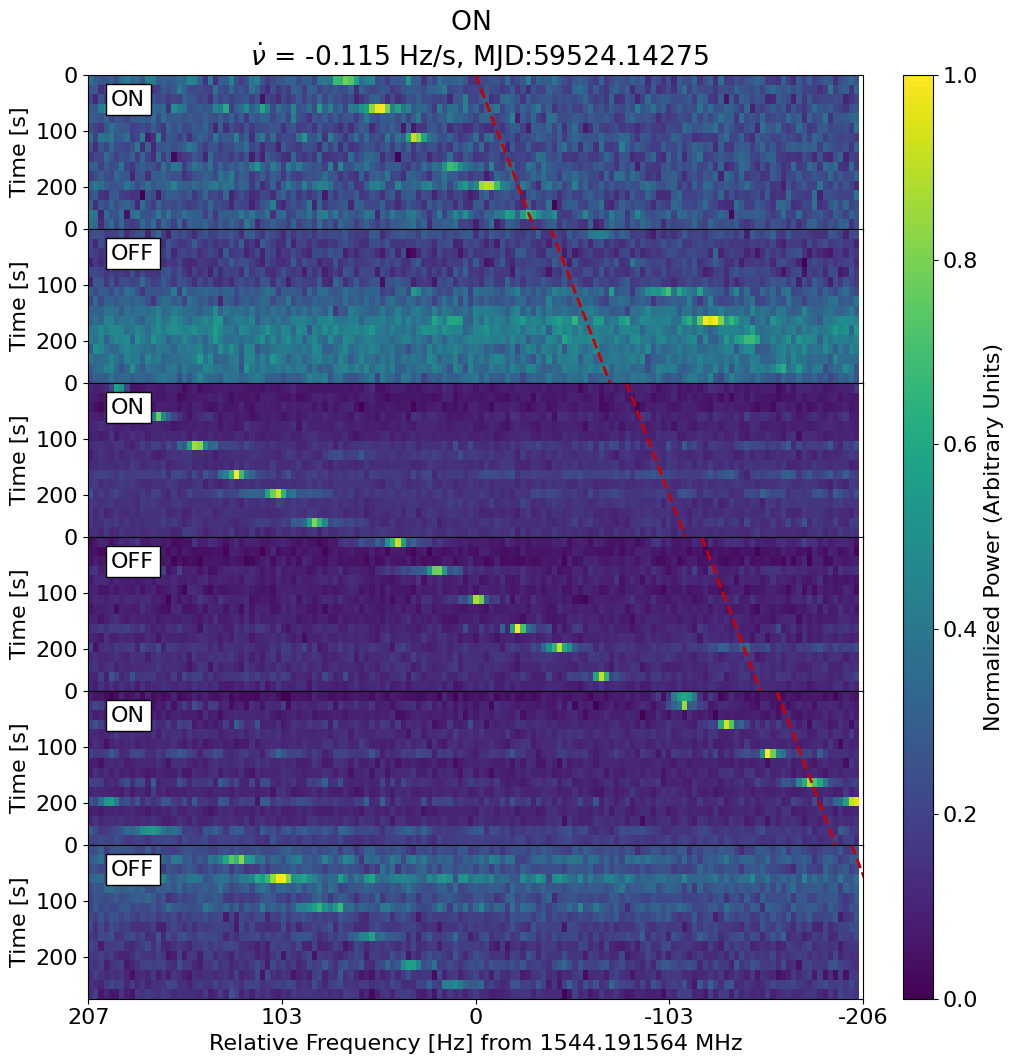 ON
ν̇ = -0.115 Hz/s, MJD:59524.14275
0
ON
100
200
Time [s]
0
OFF
100
200
Time [s]
0
ON
100
200
Time [s]
0
OFF
100
200
Time [s]
0
ON
100
200
Time [s]
0
OFF
100
200
Time [s]
207 103 0 -103 -206
Relative Frequency [Hz] from 1544.191564 MHz
1.0
0.8
0.6
0.4
0.2
0.0
Normalized Power (Arbitrary Units)